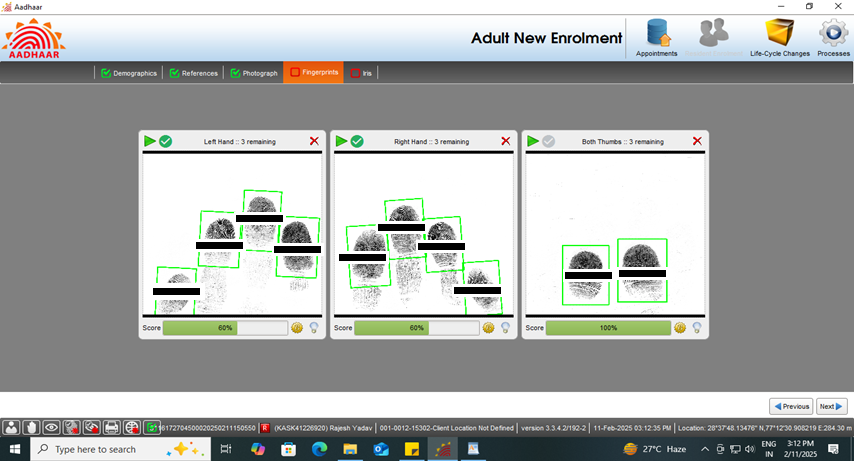 Aadhaar
AADHAAR
Adult New Enrolment
Appointments
Life-Cycle Changes
Processes
Demographics
References
Photograph
Fingerprints
Iris
Left Hand :: 3 remaining
Right Hand :: 3 remaining
Both Thumbs :: 3 remaining
Score 60%
Score 60%
Score 100%
Previous
Next
R (KASK41226920) Rajesh Yadav
001-0012-15302-Client Location Not Defined
version 3.3.4.2/192-2
11-Feb-2025 03:12:35 PM
Location: 28°37'48.13476" N,77°12'30.908219 E:284.30 m
Type here to search
27°C Haze
ENG
IN
3:12 PM
2/11/2025